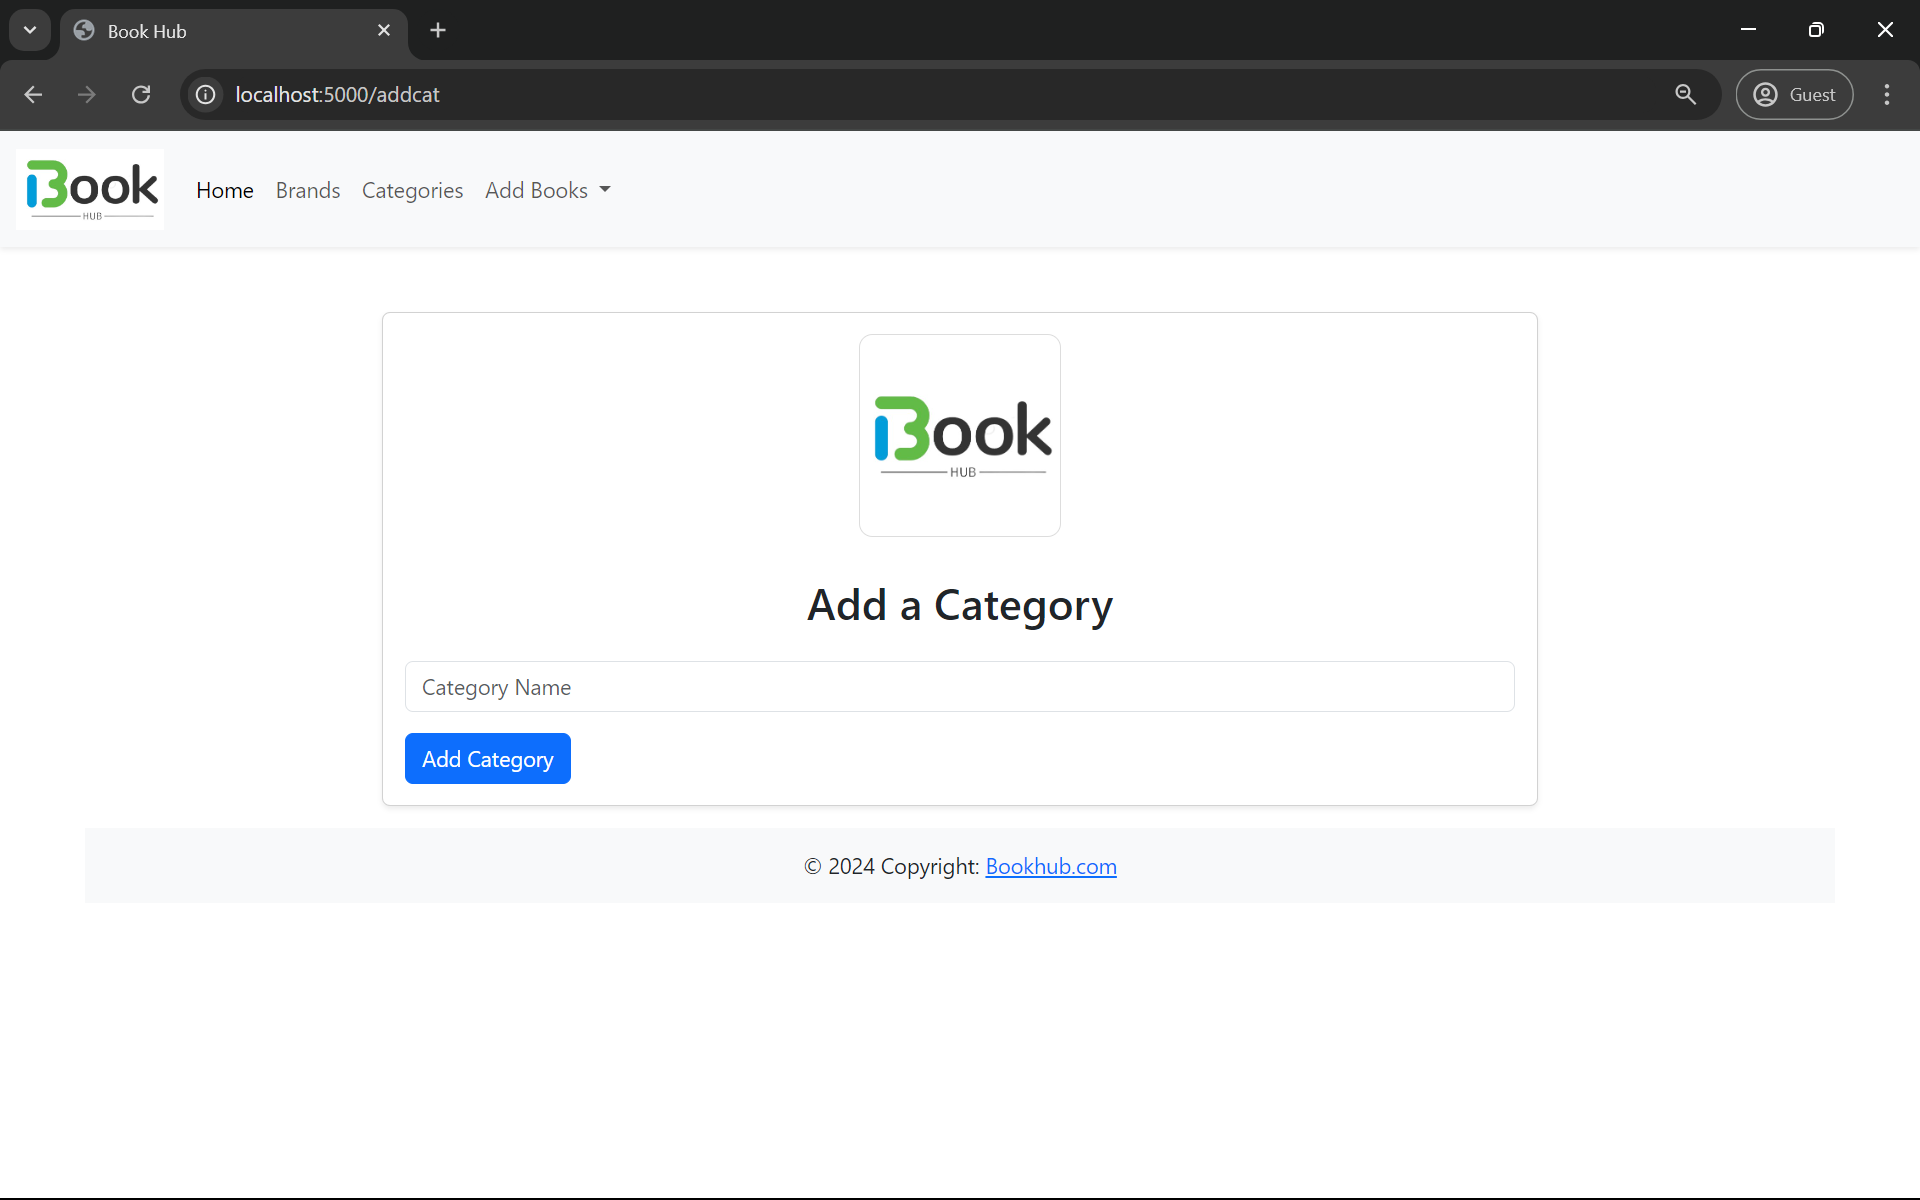 Book Hub
localhost:5000/addcat
Guest
Book
HUB
Home Brands Categories Add Books
Book
HUB
Add a Category
Category Name
Add Category
© 2024 Copyright: Bookhub.com